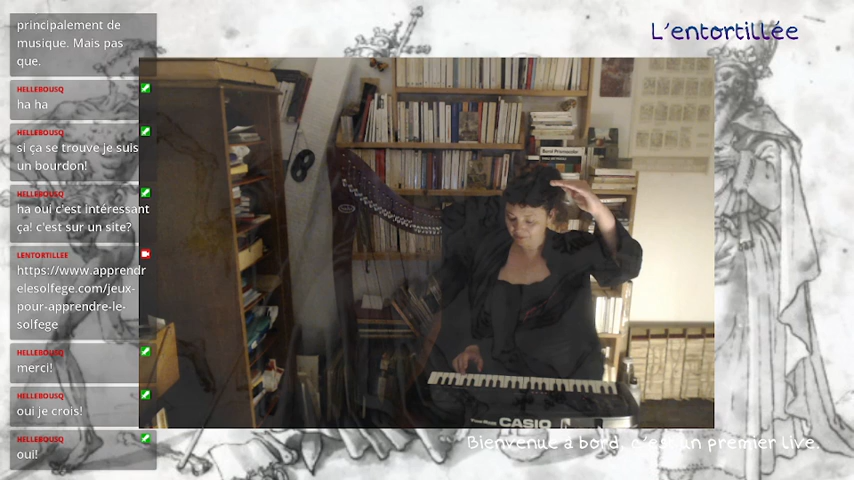 L'entortillée
principalement de
musique. Mais pas
que.
HELLEBOUSQ
ha ha
HELLEBOUSQ
si ça se trouve je suis
un bourdon!
HELLEBOUSQ
ha oui c'est intéressant
ça! c'est sur un site?
LENTORTILLEE
https://www.apprendr
elesolfege.com/jeux-
pour-apprendre-le-
solfege
HELLEBOUSQ
merci!
HELLEBOUSQ
oui je crois!
HELLEBOUSQ
oui!
CASIO
Bienvenue à bord, c'est un premier live.